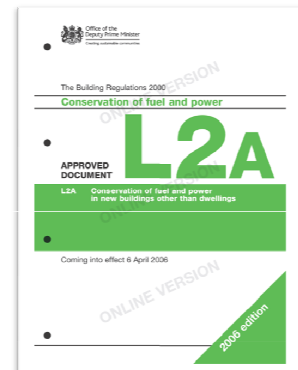 Office of the
Deputy Prime Minister
Creating sustainable communities
ONLINE VERSION
The Building Regulations 2000
Conservation of fuel and power
L2A
APPROVED
DOCUMENT
ONLINE VERSION
L2A Conservation of fuel and power
in new buildings other than dwellings
Coming into effect 6 April 2006
ONLINE VERSION
2006 edition